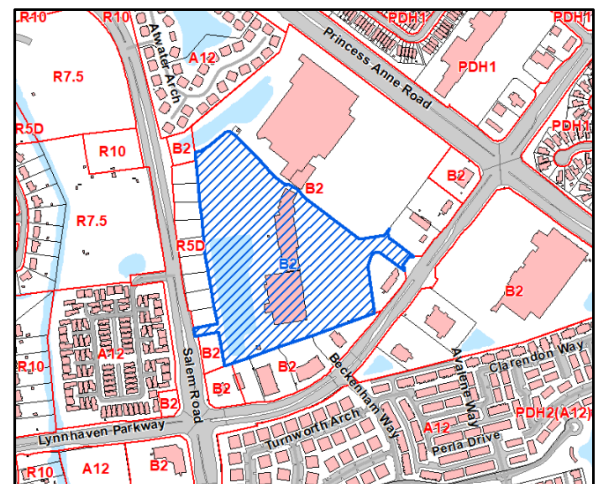 R10
R10
PDH1
PDH1
Atwater Arch
A12
Princess Anne Road
PDH1
R7.5
R5D
R10
B2
PDH1
B2
B2
R7.5
R5D
B2
B2
A12
R10
Salem Road
B2
B2
B2
Lynnhaven Parkway
Beckenham Way
Avalene Way
Clarendon Way
PDH2(A12)
Turnworth Arch
A12
Perla Drive
R10
A12
B2